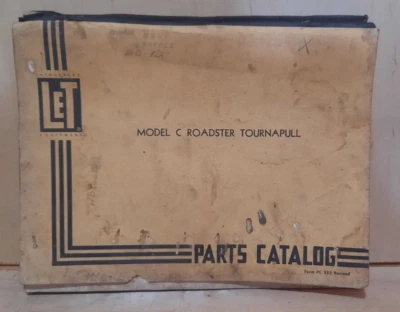 LET
MODEL C ROADSTER TOURNAPULL
PARTS CATALOG